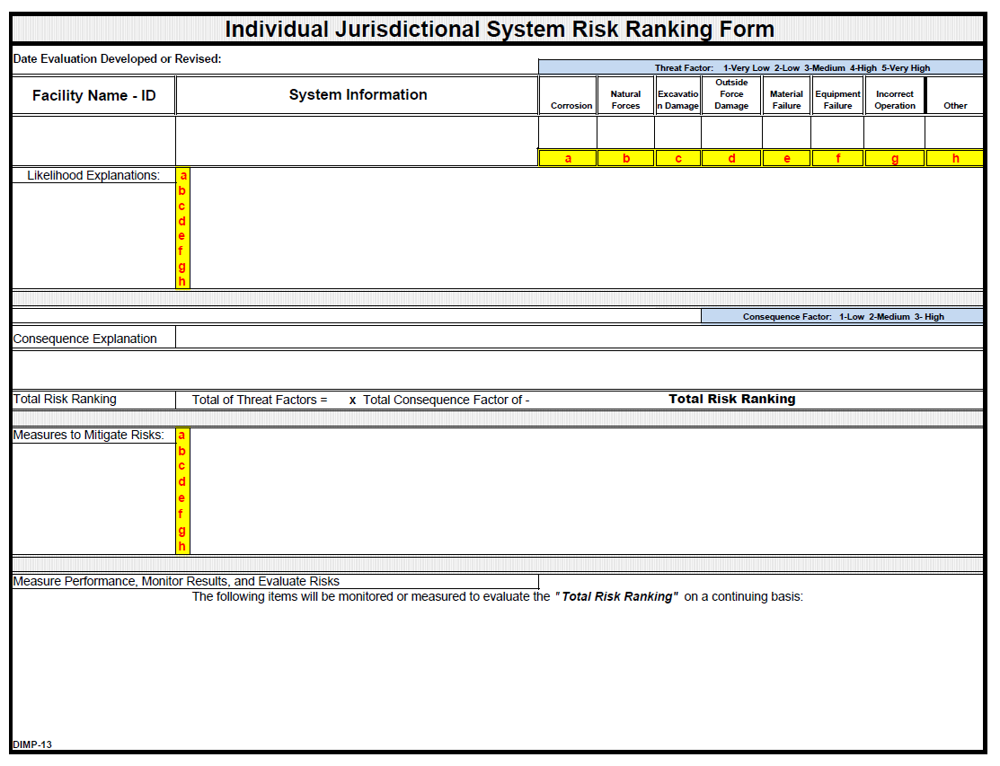 Individual Jurisdictional System Risk Ranking Form
Date Evaluation Developed or Revised:
Threat Factor: 1-Very Low 2-Low 3-Medium 4-High 5-Very High
Facility Name - ID
System Information
Corrosion
Natural
Forces
Excavatio
n Damage
Outside
Force
Damage
Material
Failure
Equipment
Failure
Incorrect
Operation
Other
a b c d e f g h
Likelihood Explanations:
a
b
c
d
e
f
g
h
Consequence Factor: 1-Low 2-Medium 3- High
Consequence Explanation
Total Risk Ranking Total of Threat Factors = x Total Consequence Factor of - Total Risk Ranking
Measures to Mitigate Risks:
a
b
c
d
e
f
g
h
Measure Performance, Monitor Results, and Evaluate Risks
The following items will be monitored or measured to evaluate the "Total Risk Ranking" on a continuing basis:
DIMP-13